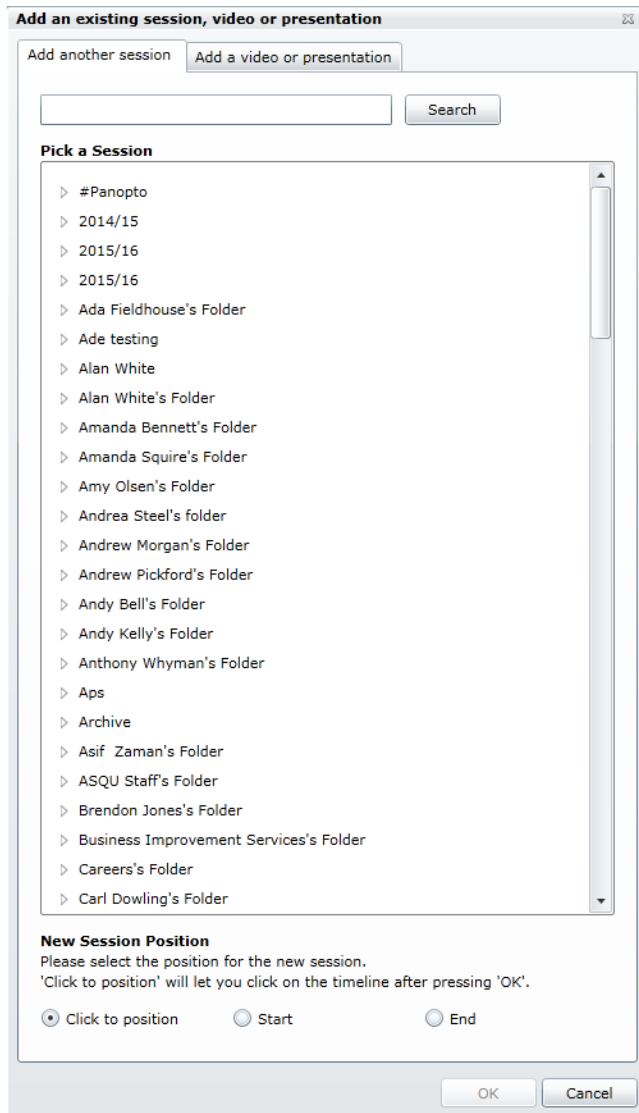 Add an existing session, video or presentation
Add another session
Add a video or presentation
Search
Pick a Session
#Panopto
2014/15
2015/16
2015/16
Ada Fieldhouse's Folder
Ade testing
Alan White
Alan White's Folder
Amanda Bennett's Folder
Amanda Squire's Folder
Amy Olsen's Folder
Andrea Steel's folder
Andrew Morgan's Folder
Andrew Pickford's Folder
Andy Bell's Folder
Andy Kelly's Folder
Anthony Whyman's Folder
Aps
Archive
Asif  Zaman's Folder
ASQU Staff's Folder
Brendon Jones's Folder
Business Improvement Services's Folder
Careers's Folder
Carl Dowling's Folder
New Session Position
Please select the position for the new session.
'Click to position' will let you click on the timeline after pressing 'OK'.
Click to position Start End
OK Cancel